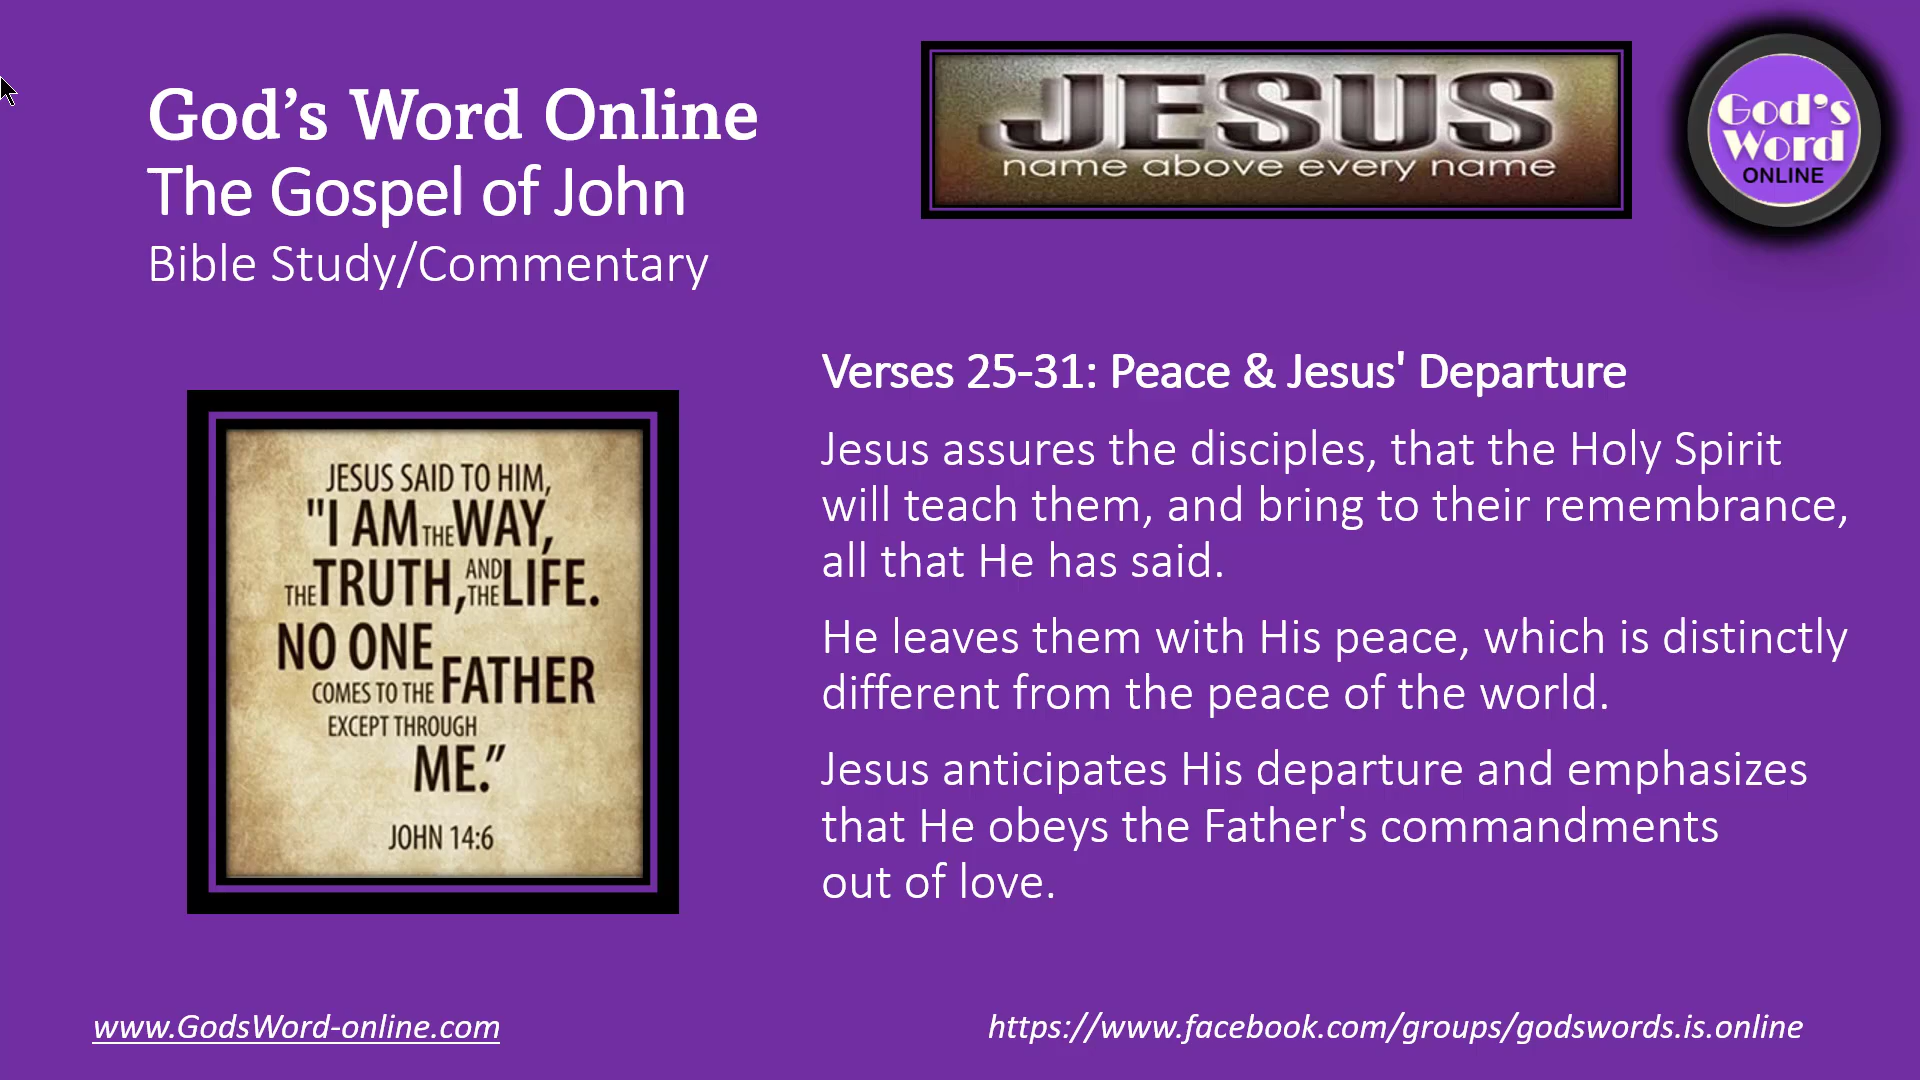 God’s Word Online
The Gospel of John
Bible Study/Commentary
JESUS
name above every name
God's
Word
ONLINE
JESUS SAID TO HIM,
"I AM THE WAY,
THE TRUTH, AND THE LIFE.
NO ONE
COMES TO THE FATHER
EXCEPT THROUGH
ME.”
JOHN 14:6
Verses 25-31: Peace & Jesus' Departure
Jesus assures the disciples, that the Holy Spirit
will teach them, and bring to their remembrance,
all that He has said.
He leaves them with His peace, which is distinctly
different from the peace of the world.
Jesus anticipates His departure and emphasizes
that He obeys the Father's commandments
out of love.
www.GodsWord-online.com
https://www.facebook.com/groups/godswords.is.online